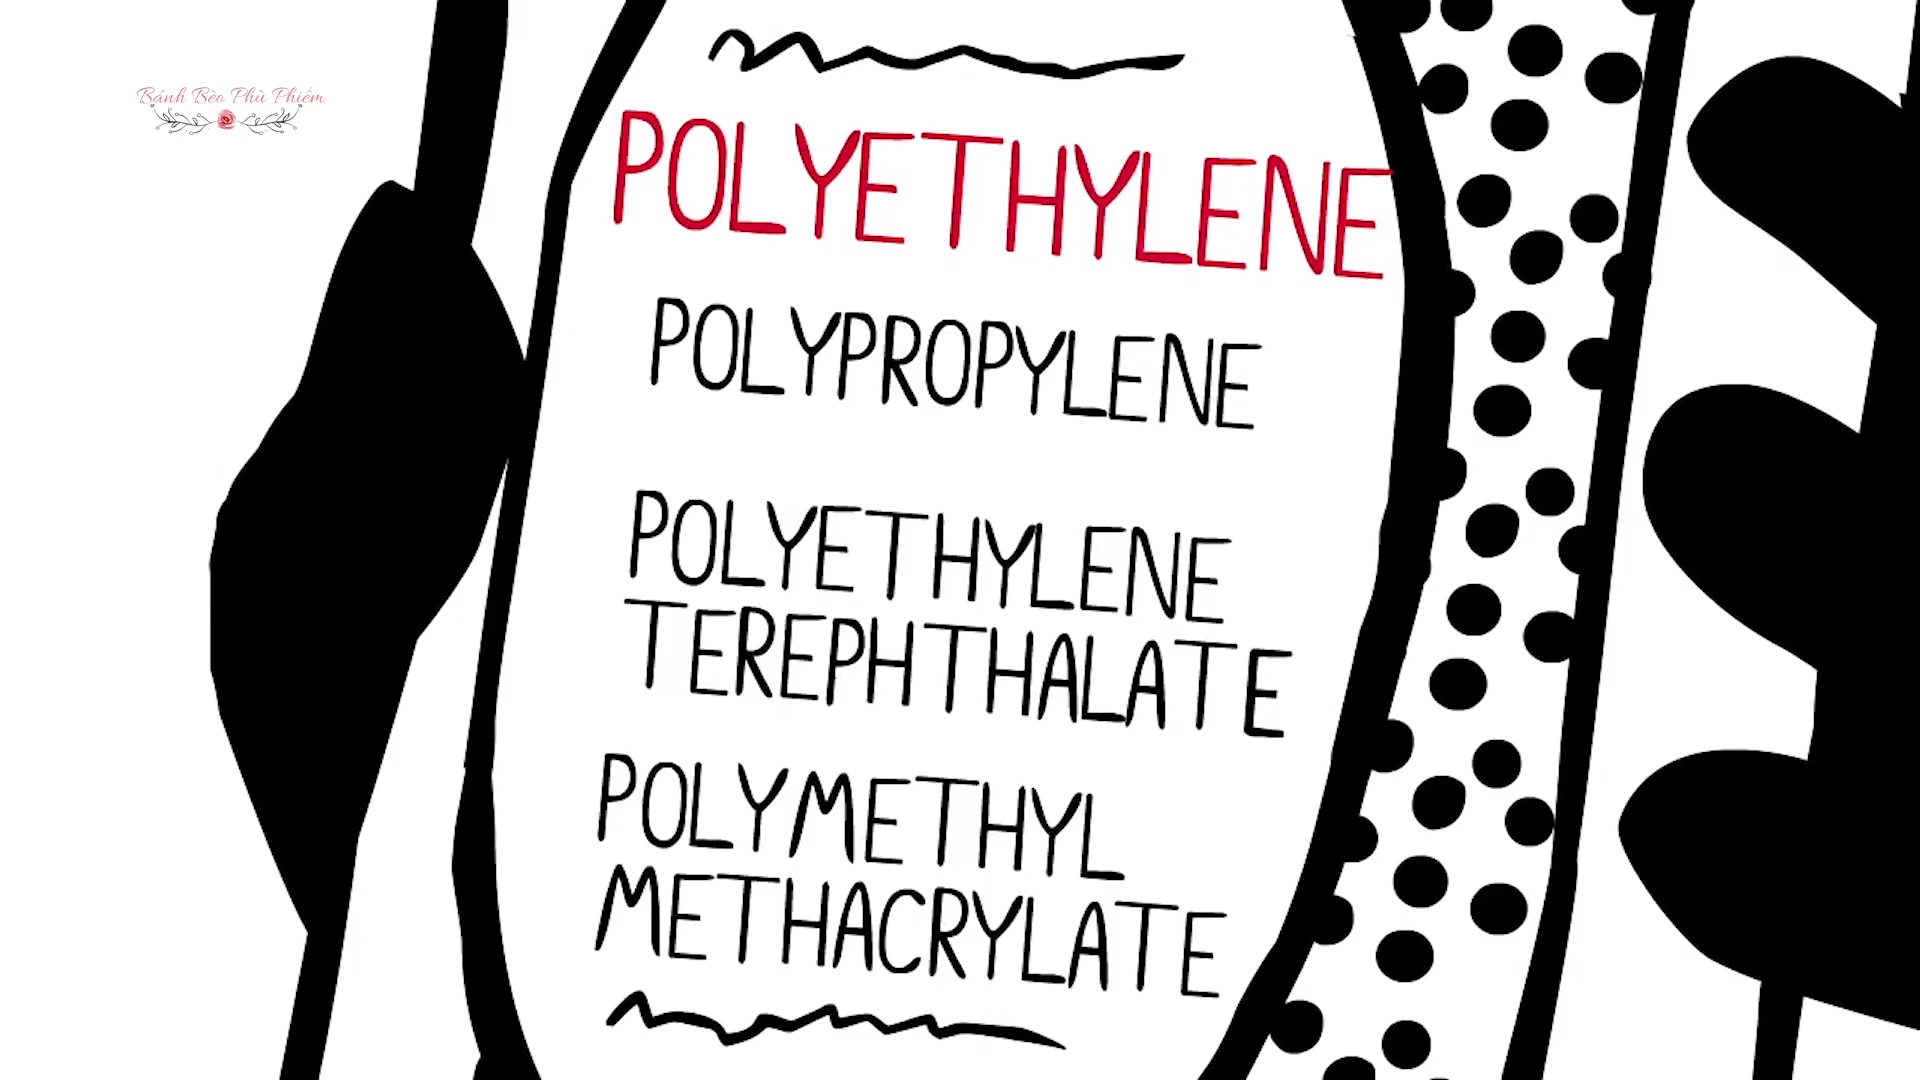 Bánh Bèo Phù Phiếm
POLYETHYLENE
POLYPROPYLENE
POLYETHYLENE
TEREPHTHALATE
POLYMETHYL
METHACRYLATE